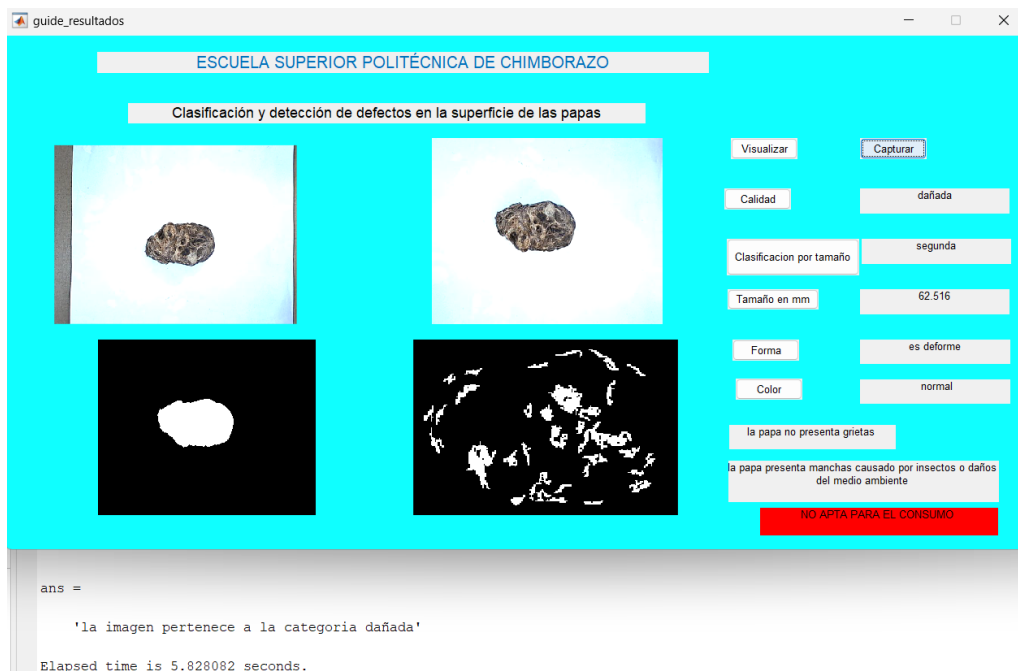 guide_resultados
ESCUELA SUPERIOR POLITÉCNICA DE CHIMBORAZO
Clasificación y detección de defectos en la superficie de las papas
Visualizar
Capturar
Calidad
dañada
Clasificacion por tamaño
segunda
Tamaño en mm
62.516
Forma
es deforme
Color
normal
la papa no presenta grietas
la papa presenta manchas causado por insectos o daños
del medio ambiente
NO APTA PARA EL CONSUMO
ans =
'la imagen pertenece a la categoria dañada'
Elapsed time is 5.828082 seconds.